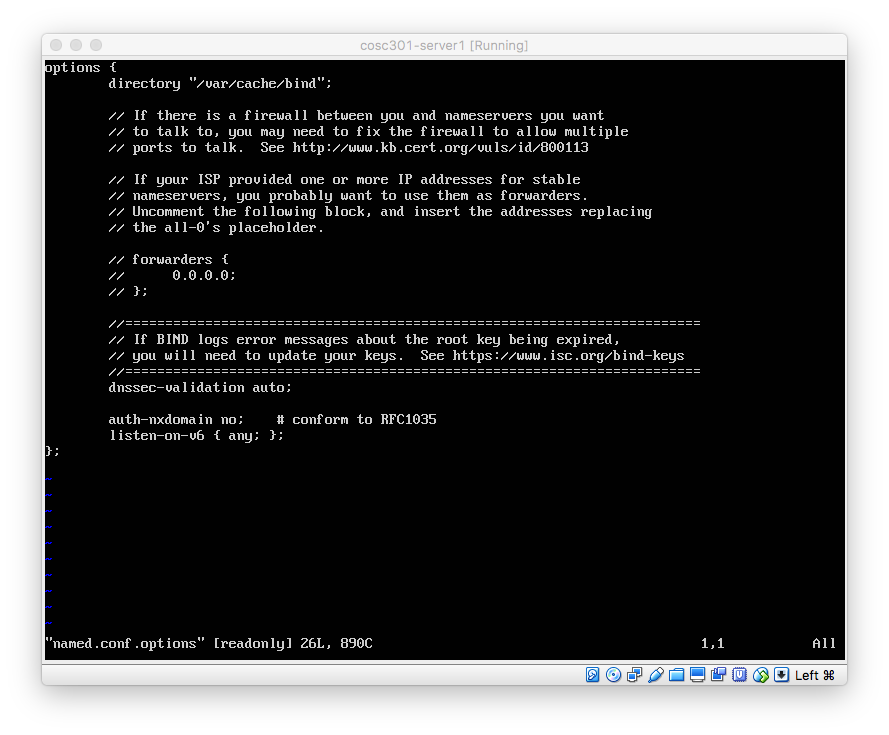 cosc301-server1 [Running]
options {
        directory "/var/cache/bind";

        // If there is a firewall between you and nameservers you want
        // to talk to, you may need to fix the firewall to allow multiple
        // ports to talk.  See http://www.kb.cert.org/vuls/id/800113

        // If your ISP provided one or more IP addresses for stable
        // nameservers, you probably want to use them as forwarders.
        // Uncomment the following block, and insert the addresses replacing
        // the all-0's placeholder.

        // forwarders {
        //      0.0.0.0;
        // };

        //========================================================================
        // If BIND logs error messages about the root key being expired,
        // you will need to update your keys.  See https://www.isc.org/bind-keys
        //========================================================================
        dnssec-validation auto;

        auth-nxdomain no;    # conform to RFC1035
        listen-on-v6 { any; };
};
~
~
~
~
~
~
~
~
~
~
"named.conf.options" [readonly] 26L, 890C                                         1,1           All
Left ⌘